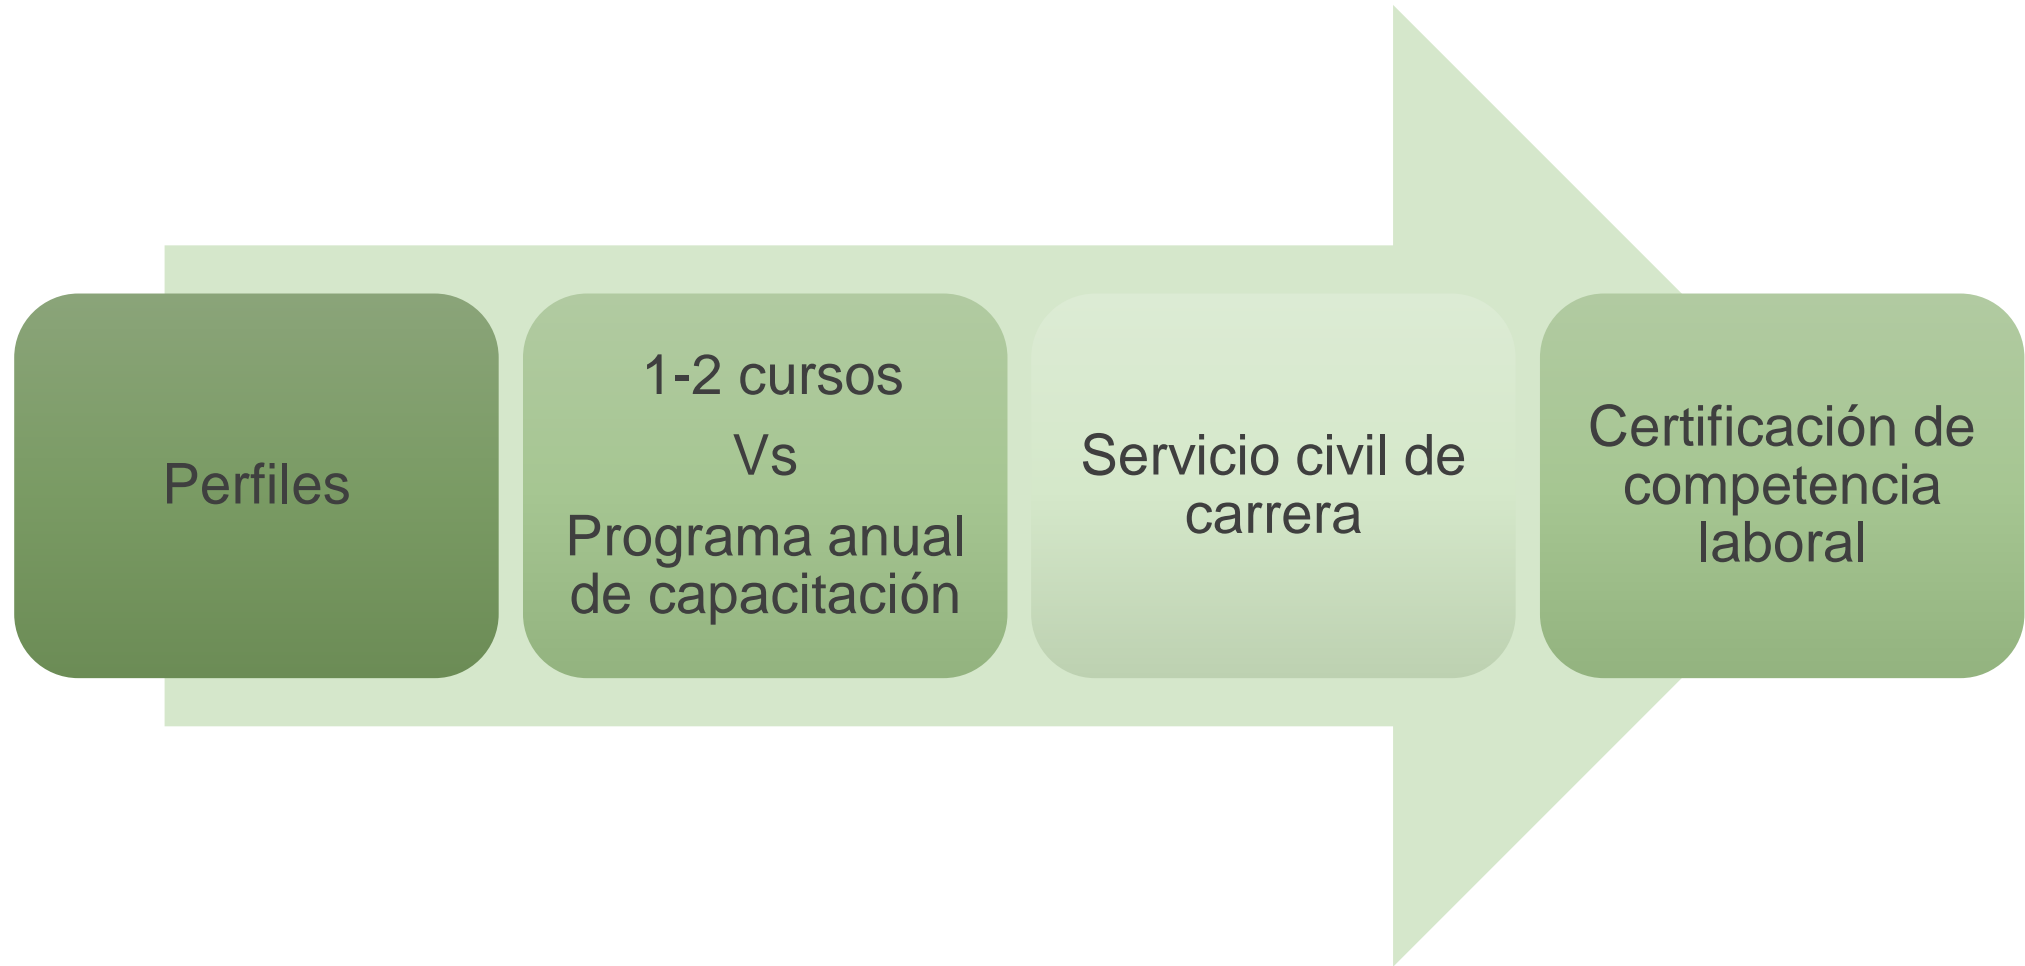 Perfiles
1-2 cursos
Vs
Programa anual
de capacitación
Servicio civil de
carrera
Certificación de
competencia
laboral